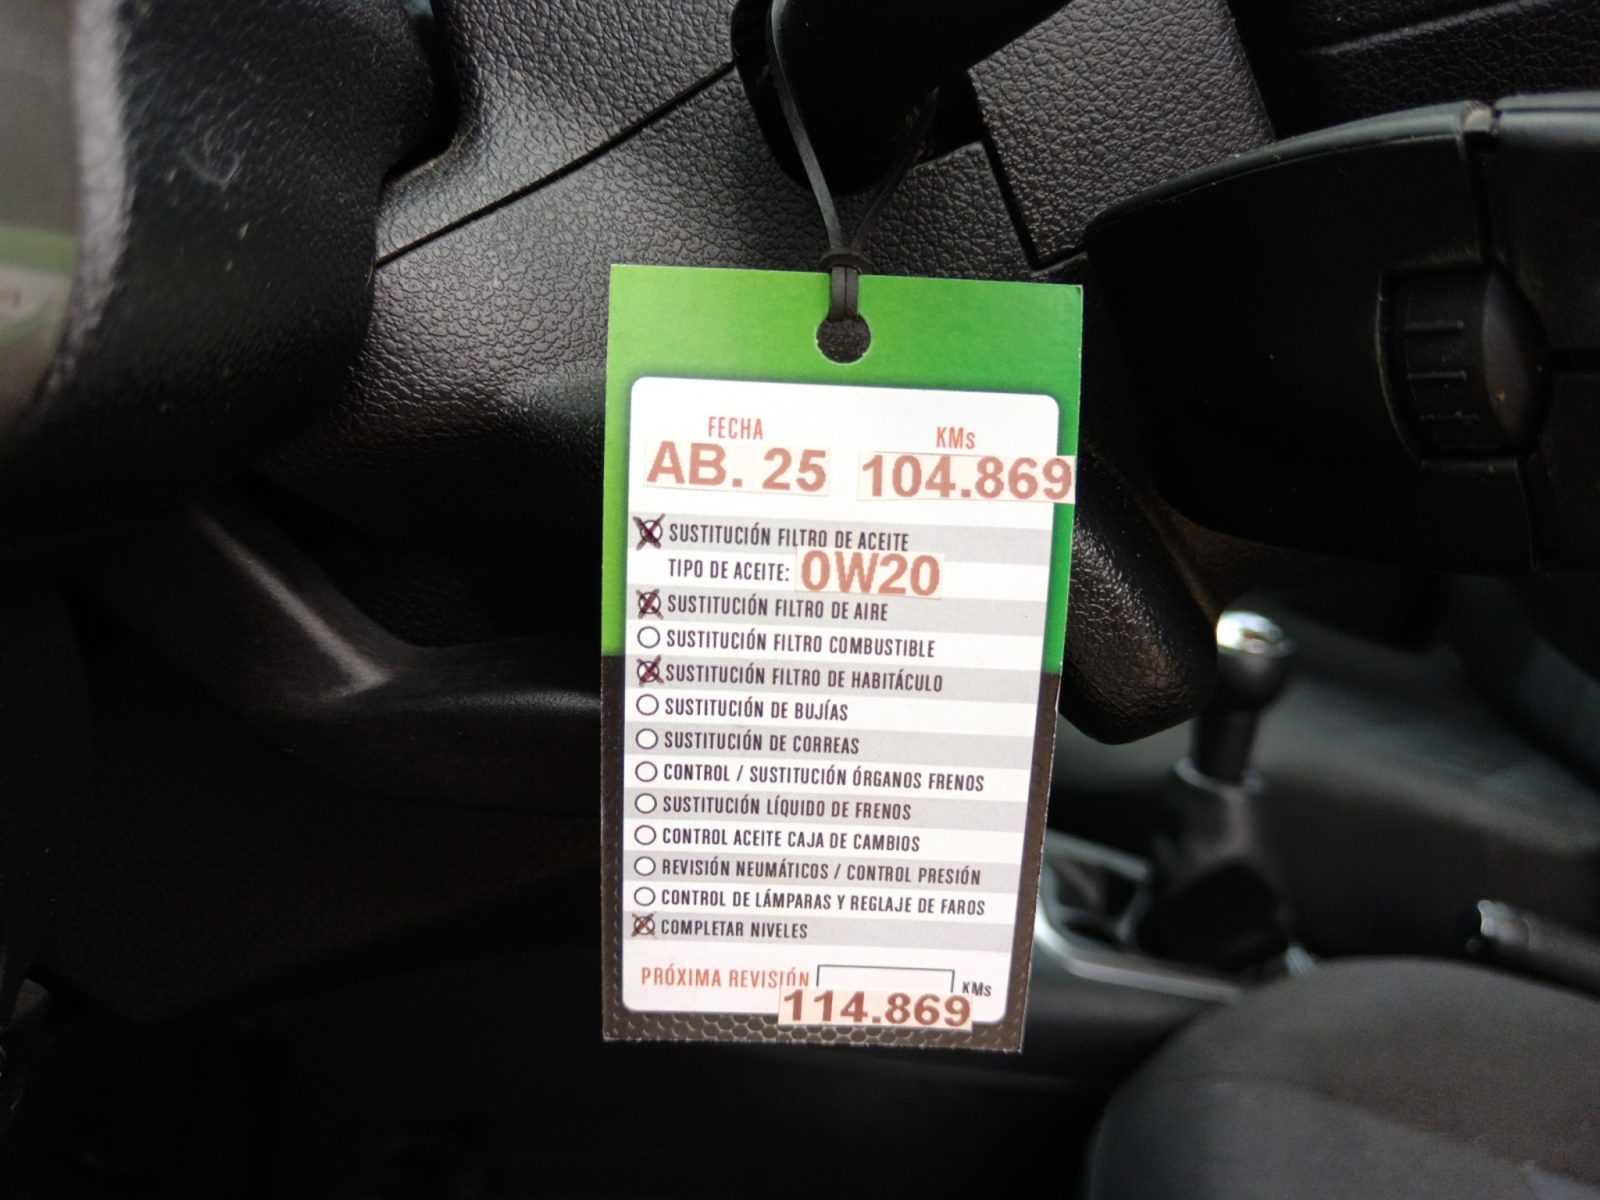 FECHA KMs
AB. 25 104.869
SUSTITUCIÓN FILTRO DE ACEITE
TIPO DE ACEITE: 0W20
SUSTITUCIÓN FILTRO DE AIRE
SUSTITUCIÓN FILTRO COMBUSTIBLE
SUSTITUCIÓN FILTRO DE HABITÁCULO
SUSTITUCIÓN DE BUJÍAS
SUSTITUCIÓN DE CORREAS
CONTROL / SUSTITUCIÓN ÓRGANOS FRENOS
SUSTITUCIÓN LÍQUIDO DE FRENOS
CONTROL ACEITE CAJA DE CAMBIOS
REVISIÓN NEUMÁTICOS / CONTROL PRESIÓN
CONTROL DE LÁMPARAS Y REGLAJE DE FAROS
COMPLETAR NIVELES
PRÓXIMA REVISIÓN KMs
114.869